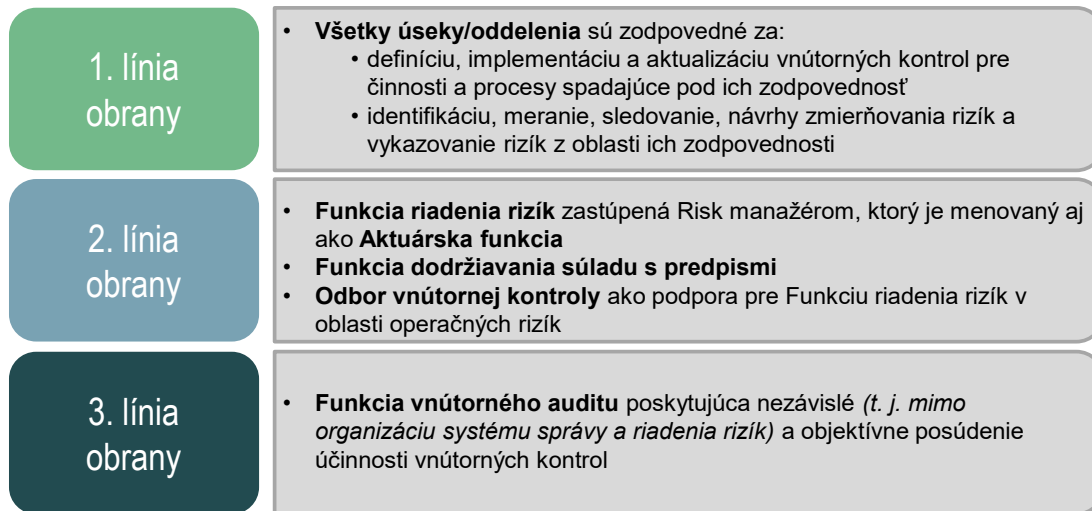 1. línia
obrany
• Všetky úseky/oddelenia sú zodpovedné za:
• definíciu, implementáciu a aktualizáciu vnútorných kontrol pre
činnosti a procesy spadajúce pod ich zodpovednosť
• identifikáciu, meranie, sledovanie, návrhy zmierňovania rizík a
vykazovanie rizík z oblasti ich zodpovednosti
2. línia
obrany
• Funkcia riadenia rizík zastúpená Risk manažérom, ktorý je menovaný aj
ako Aktuárska funkcia
• Funkcia dodržiavania súladu s predpismi
• Odbor vnútornej kontroly ako podpora pre Funkciu riadenia rizík v
oblasti operačných rizík
3. línia
obrany
• Funkcia vnútorného auditu poskytujúca nezávislé (t. j. mimo
organizáciu systému správy a riadenia rizík) a objektívne posúdenie
účinnosti vnútorných kontrol